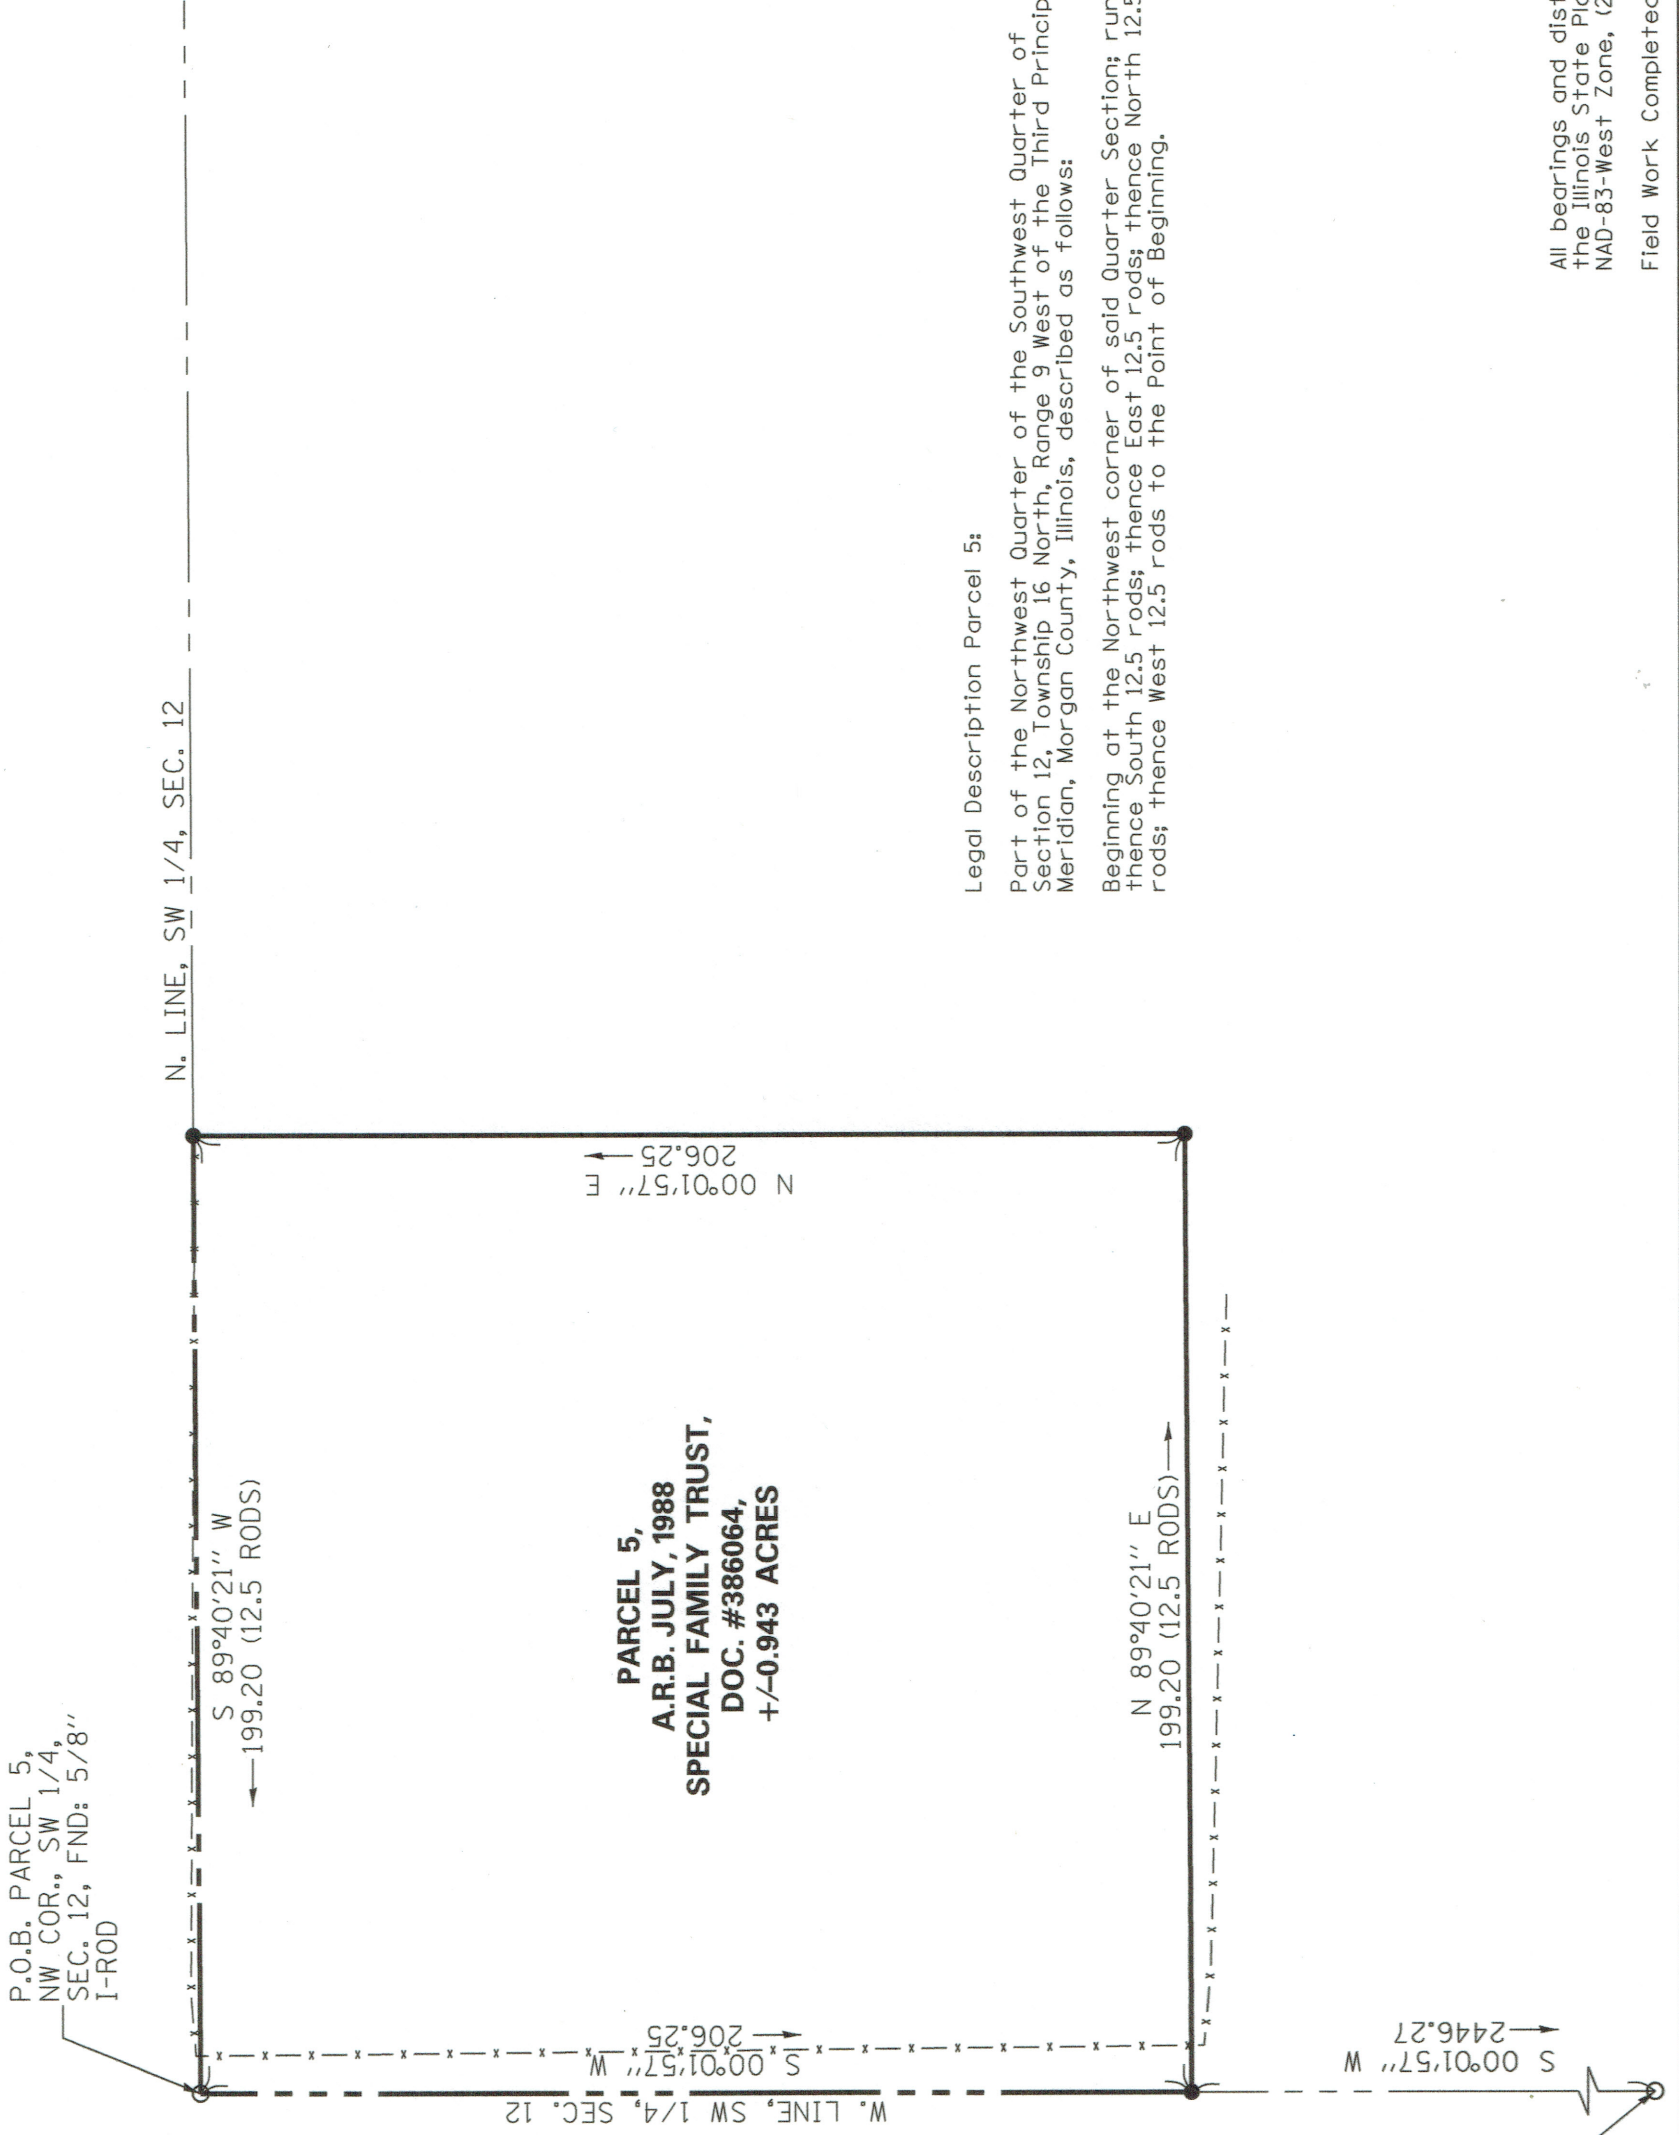 P.O.B. PARCEL 5,
NW COR., SW 1/4,
SEC. 12, FND: 5/8''
I-ROD
N. LINE, SW 1/4, SEC. 12
S 89°40'21'' W
199.20 (12.5 RODS)
W. LINE, SW 1/4, SEC. 12
S 00°01'57'' W
206.25
PARCEL 5,
A.R.B. JULY, 1988
SPECIAL FAMILY TRUST,
DOC. #386064,
+/-0.943 ACRES
N 00°01'57'' E
206.25
N 89°40'21'' E
199.20 (12.5 RODS)
S 00°01'57'' W
2446.27
Legal Description Parcel 5:
Part of the Northwest Quarter of the Southwest Quarter of
Section 12, Township 16 North, Range 9 West of the Third Princip
Meridian, Morgan County, Illinois, described as follows:
Beginning at the Northwest corner of said Quarter Section; run
thence South 12.5 rods; thence East 12.5 rods; thence North 12.5
rods; thence West 12.5 rods to the Point of Beginning.
All bearings and dist
the Illinois State Pla
NAD-83-West Zone, (2
Field Work Completed